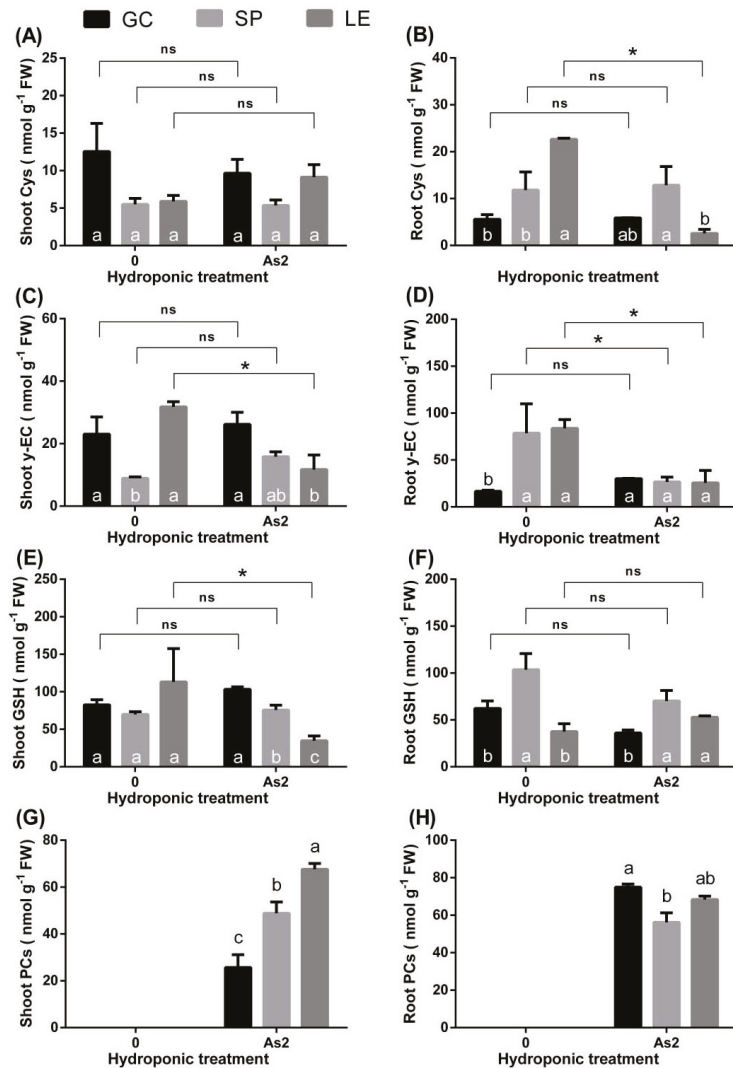 GC SP LE
(A)
Shoot Cys ( nmol g-1 FW)
25
20
15
10
5
0
ns
ns
ns
a a a a a a
0 As2
Hydroponic treatment
(B)
Root Cys ( nmol g-1 FW)
40
30
20
10
0
*
ns
ns
b b a ab a b
0 As2
Hydroponic treatment
(C)
Shoot y-EC ( nmol g-1 FW)
60
40
20
0
ns
ns
*
a b a a ab b
0 As2
Hydroponic treatment
(D)
Root y-EC ( nmol g-1 FW)
200
150
100
50
0
*
*
ns
b a a a a a
0 As2
Hydroponic treatment
(E)
Shoot GSH ( nmol g-1 FW)
250
200
150
100
50
0
*
ns
ns
a a a a b c
0 As2
Hydroponic treatment
(F)
Root GSH ( nmol g-1 FW)
200
150
100
50
0
ns
ns
ns
b a b b a a
0 As2
Hydroponic treatment
(G)
Shoot PCs ( nmol g-1 FW)
80
60
40
20
0
c b a
0 As2
Hydroponic treatment
(H)
Root PCs ( nmol g-1 FW)
100
80
60
40
20
0
a b ab
0 As2
Hydroponic treatment